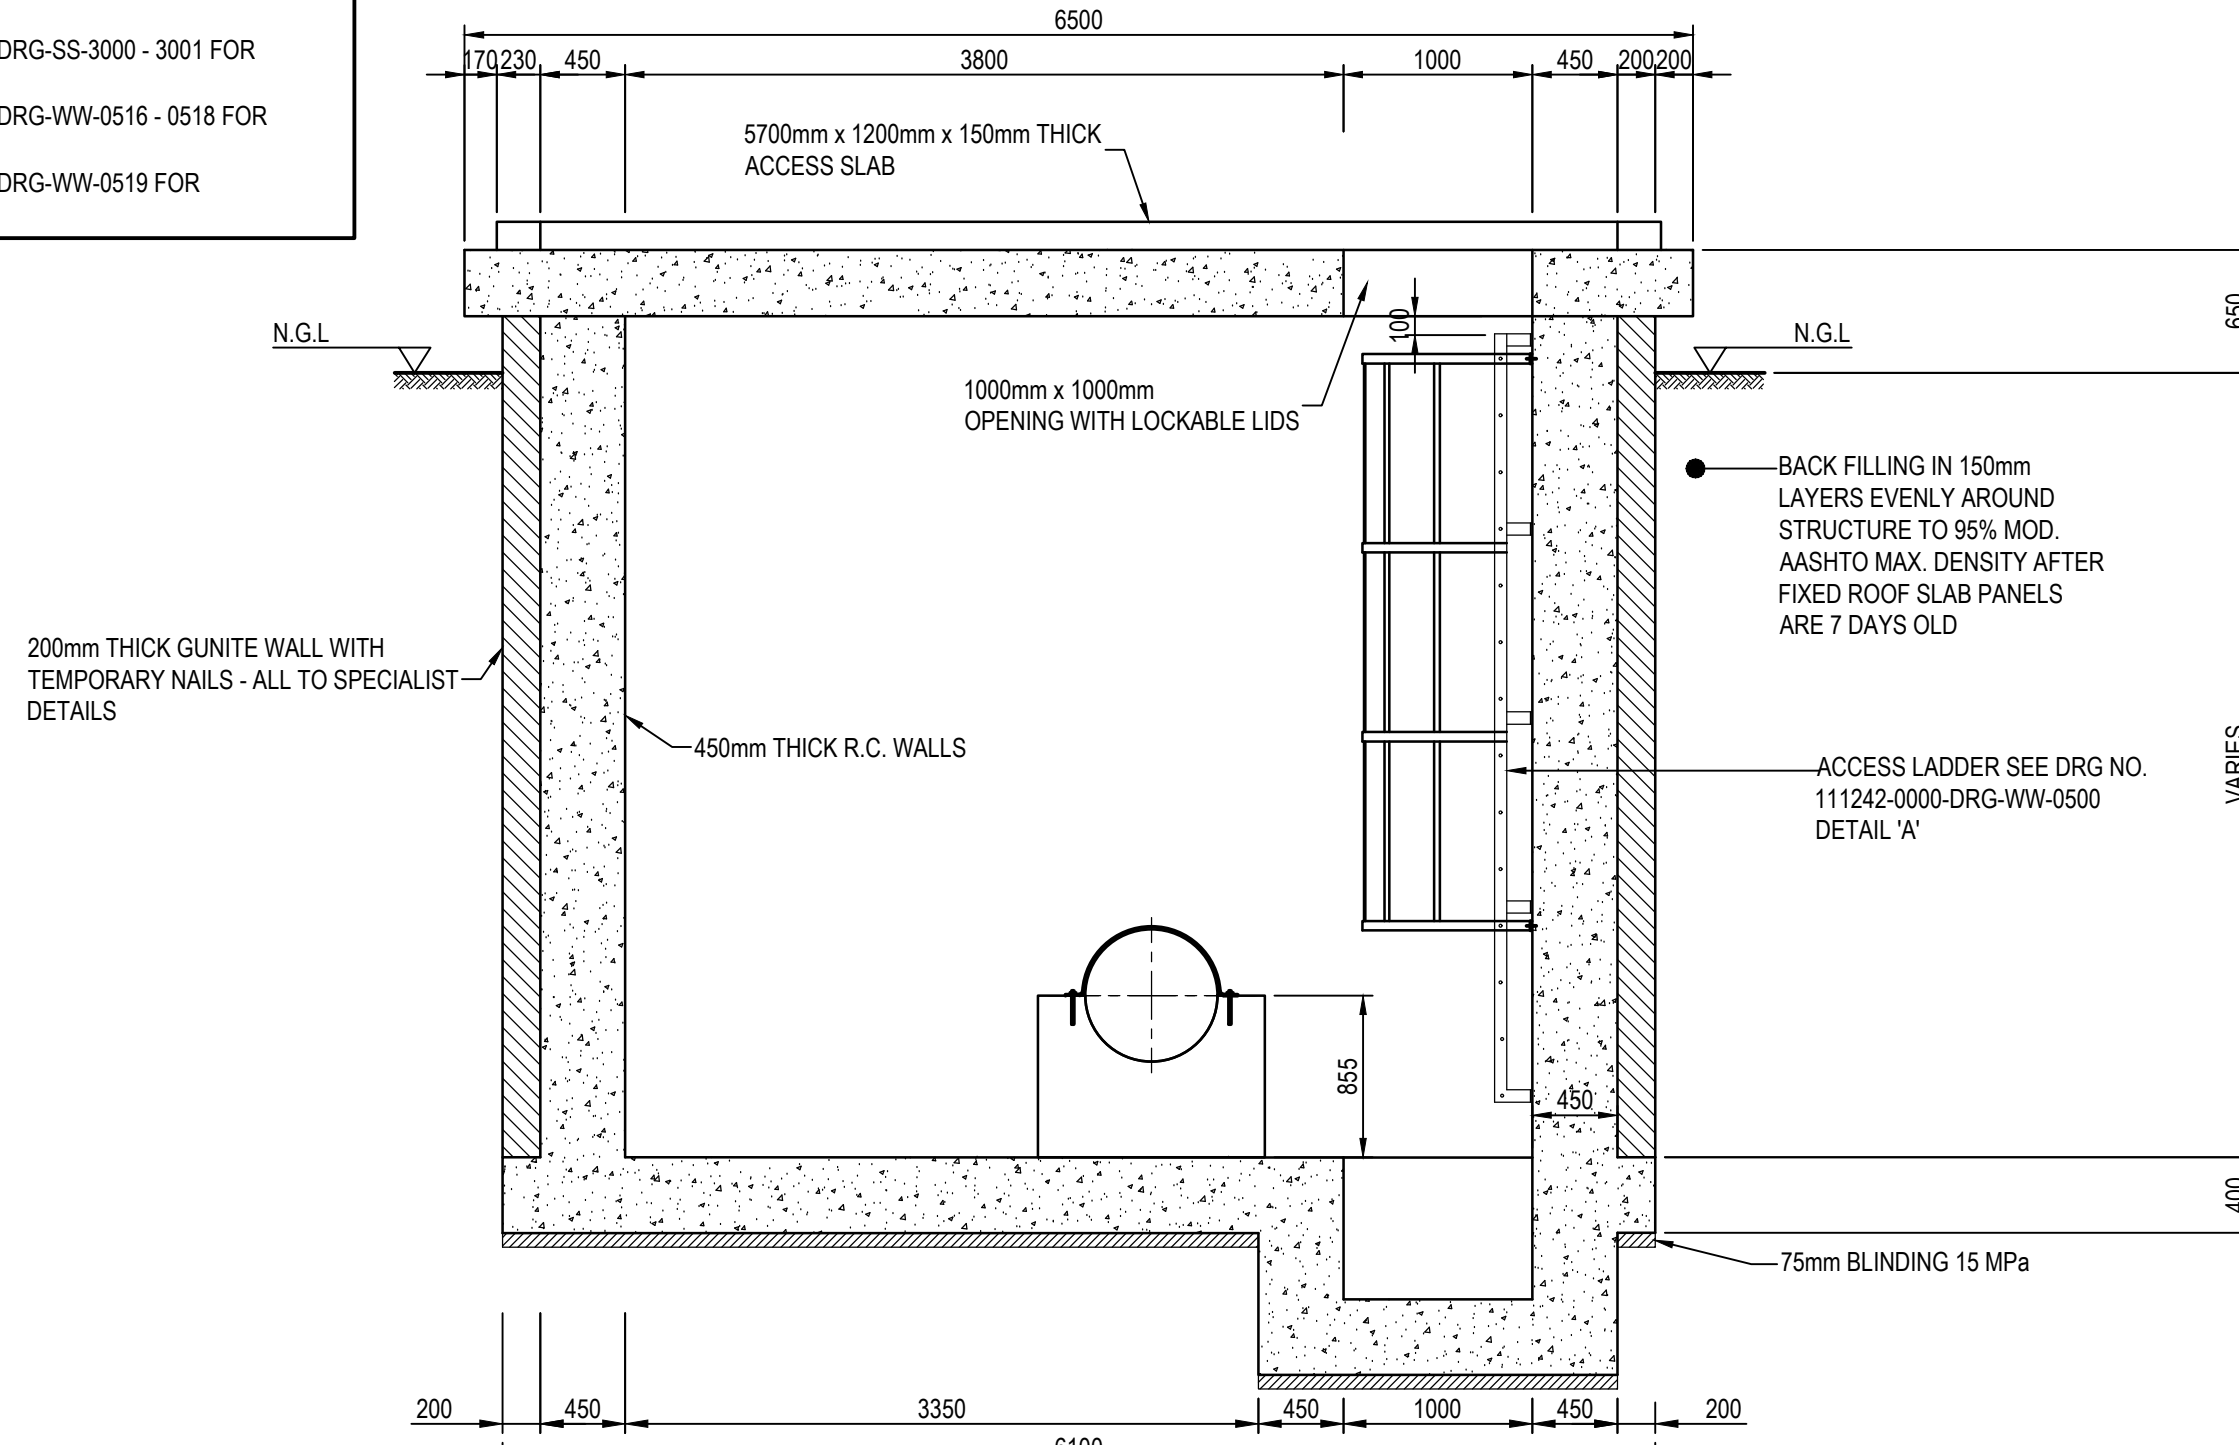 DRG-SS-3000 - 3001 FOR
DRG-WW-0516 - 0518 FOR
DRG-WW-0519 FOR
6500
170 230 450 3800 1000 450 200 200
5700mm x 1200mm x 150mm THICK
ACCESS SLAB
N.G.L
N.G.L
650
100
1000mm x 1000mm
OPENING WITH LOCKABLE LIDS
BACK FILLING IN 150mm
LAYERS EVENLY AROUND
STRUCTURE TO 95% MOD.
AASHTO MAX. DENSITY AFTER
FIXED ROOF SLAB PANELS
ARE 7 DAYS OLD
200mm THICK GUNITE WALL WITH
TEMPORARY NAILS - ALL TO SPECIALIST
DETAILS
450mm THICK R.C. WALLS
ACCESS LADDER SEE DRG NO.
111242-0000-DRG-WW-0500
DETAIL 'A'
VARIES
855
450
400
75mm BLINDING 15 MPa
200 450 3350 450 1000 450 200
6100